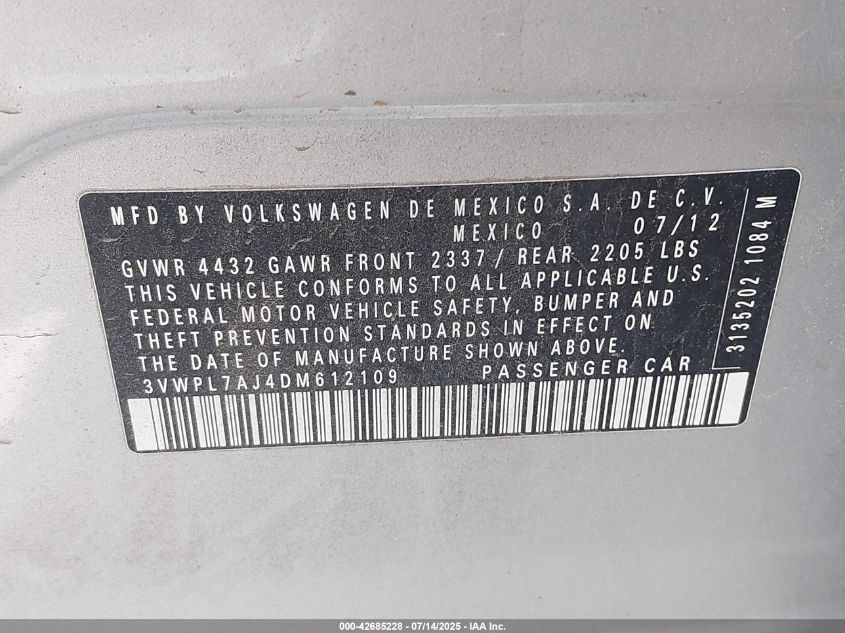 MFD BY VOLKSWAGEN DE MEXICO S.A. DE C.V.
MEXICO 07/12
GVWR 4432 GAWR FRONT 2337/ REAR 2205 LBS
THIS VEHICLE CONFORMS TO ALL APPLICABLE U.S.
FEDERAL MOTOR VEHICLE SAFETY, BUMPER AND
THEFT PREVENTION STANDARDS IN EFFECT ON
THE DATE OF MANUFACTURE SHOWN ABOVE.
3VWPL7AJ4DM612109 PASSENGER CAR
3135202 1084 M
000-42685228 - 07/14/2025 - IAA Inc.